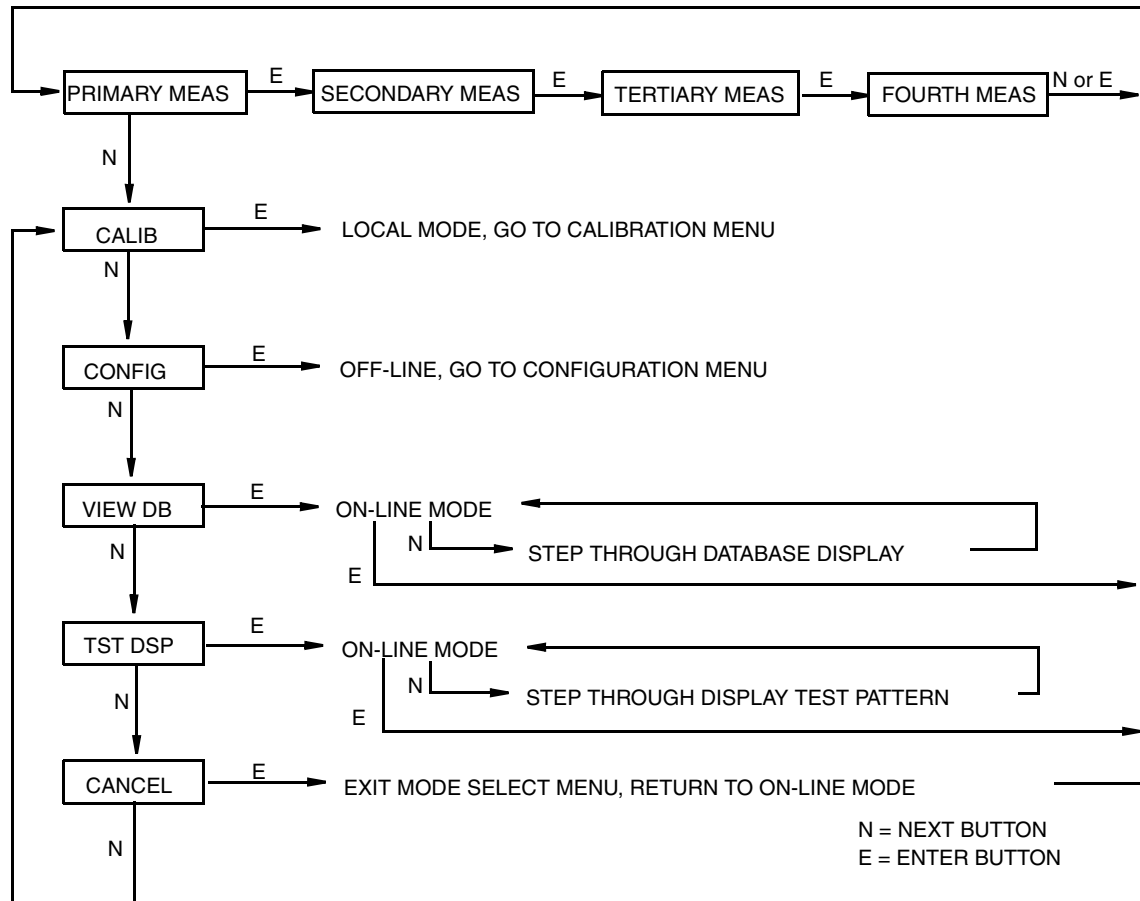 E
E
E
N or E
PRIMARY MEAS
SECONDARY MEAS
TERTIARY MEAS
FOURTH MEAS
N
CALIB
E
LOCAL MODE, GO TO CALIBRATION MENU
N
CONFIG
E
OFF-LINE, GO TO CONFIGURATION MENU
N
VIEW DB
E
ON-LINE MODE
N
STEP THROUGH DATABASE DISPLAY
E
N
TST DSP
E
ON-LINE MODE
N
STEP THROUGH DISPLAY TEST PATTERN
E
N
CANCEL
E
EXIT MODE SELECT MENU, RETURN TO ON-LINE MODE
N
N = NEXT BUTTON
E = ENTER BUTTON